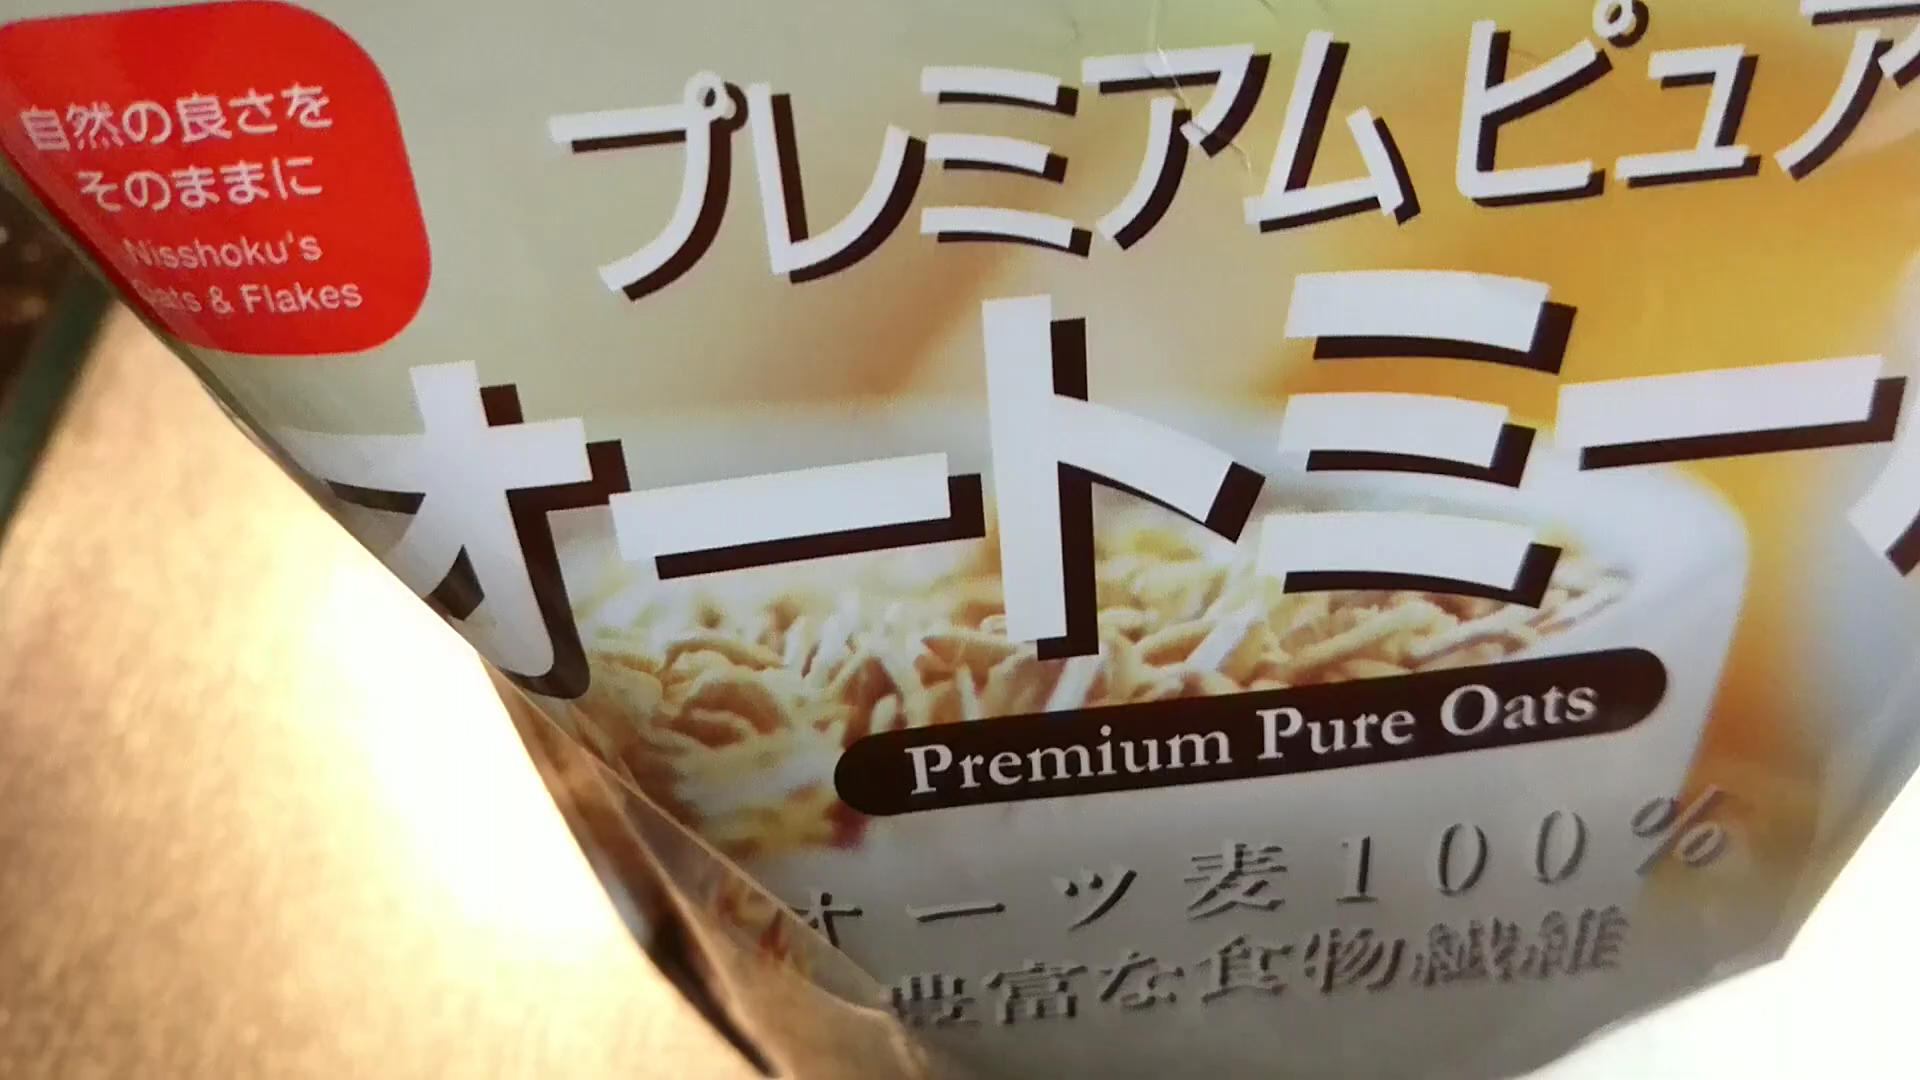 自然の良さを
そのままに
Nisshoku's
Oats & Flakes
プレミアムピュア
オートミー
Premium Pure Oats
オーツ麦100%
豊富な食物繊維